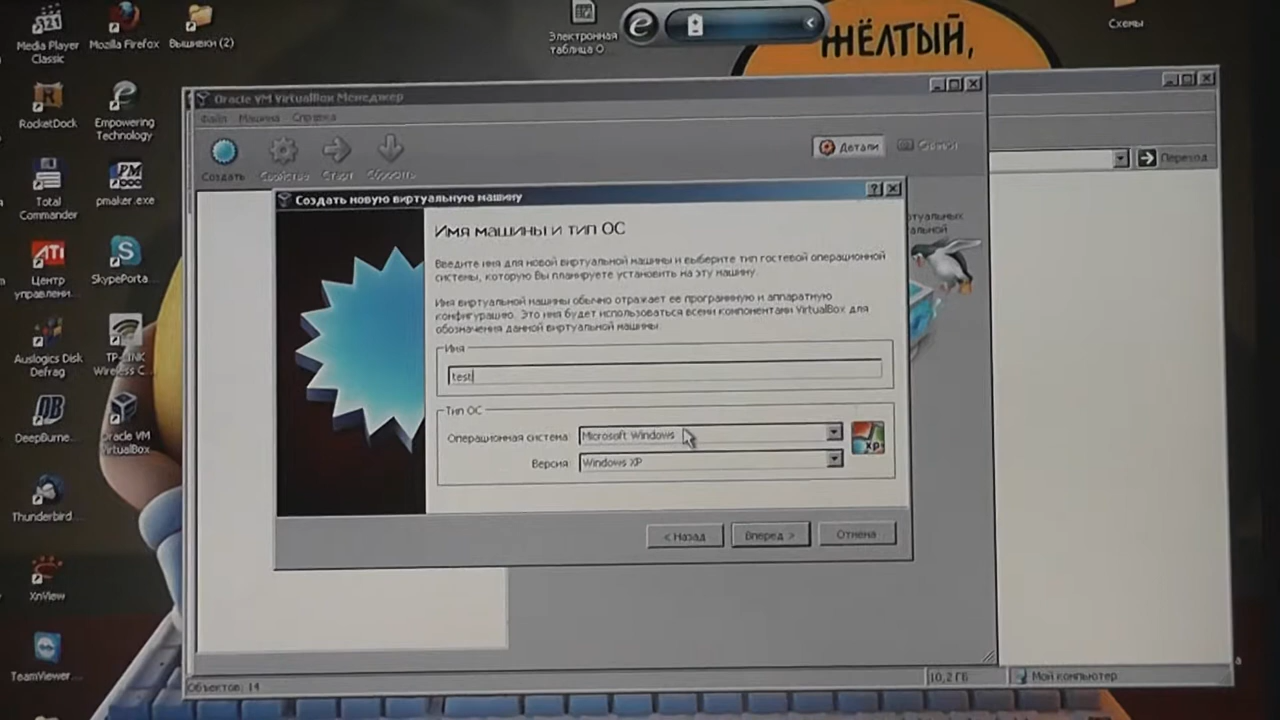 Media Player
Classic
Mozilla Firefox
Вышивки (2)
Электронная
таблица O
ЖЁЛТЫЙ,
Схемы
RocketDock
Empowering
Technology
Total
Commander
pmaker.exe
ATI
Центр
управлени...
SkypePorta...
Auslogics Disk
Defrag
TP-LINK
Wireless C...
DeepBurne...
Oracle VM
VirtualBox
Thunderbird...
XnView
TeamViewer...
Oracle VM VirtualBox Менеджер
Файл Машина Справка
Создать Свойства Старт Сбросить
Детали
Переход
Создать новую виртуальную машину
Имя машины и тип ОС
Введите имя для новой виртуальной машины и выберите тип гостевой операционной
системы, которую Вы планируете установить на эту машину.
Имя виртуальной машины обычно отражает ее программную и аппаратную
конфигурацию. Это имя будет использоваться всеми компонентами VirtualBox для
обозначения данной виртуальной машины.
Имя
test
Тип ОС
Операционная система: Microsoft Windows
Версия: Windows XP
XP
< Назад Вперед > Отмена
Объектов: 14
10,2 ГБ
Мой компьютер